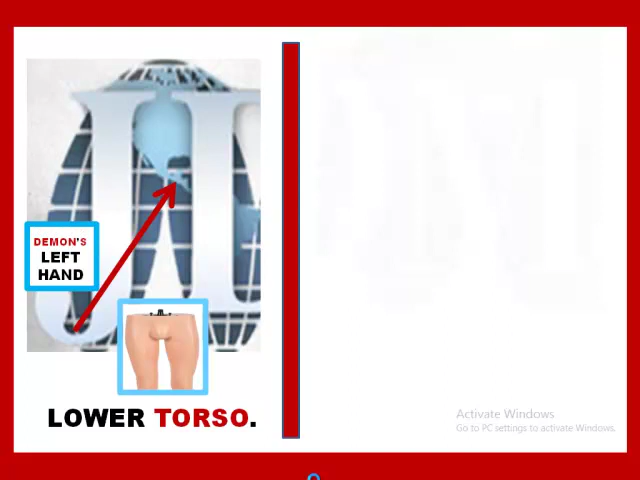 DEMON'S
LEFT
HAND
LOWER TORSO.
Activate Windows
Go to PC settings to activate Windows.